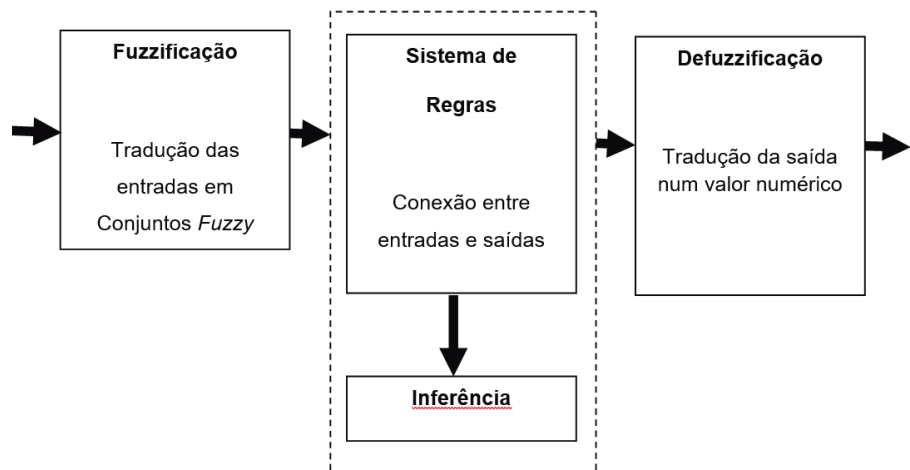 Fuzzificação
Tradução das
entradas em
Conjuntos Fuzzy
Sistema de
Regras
Conexão entre
entradas e saídas
Inferência
Defuzzificação
Tradução da saída
num valor numérico